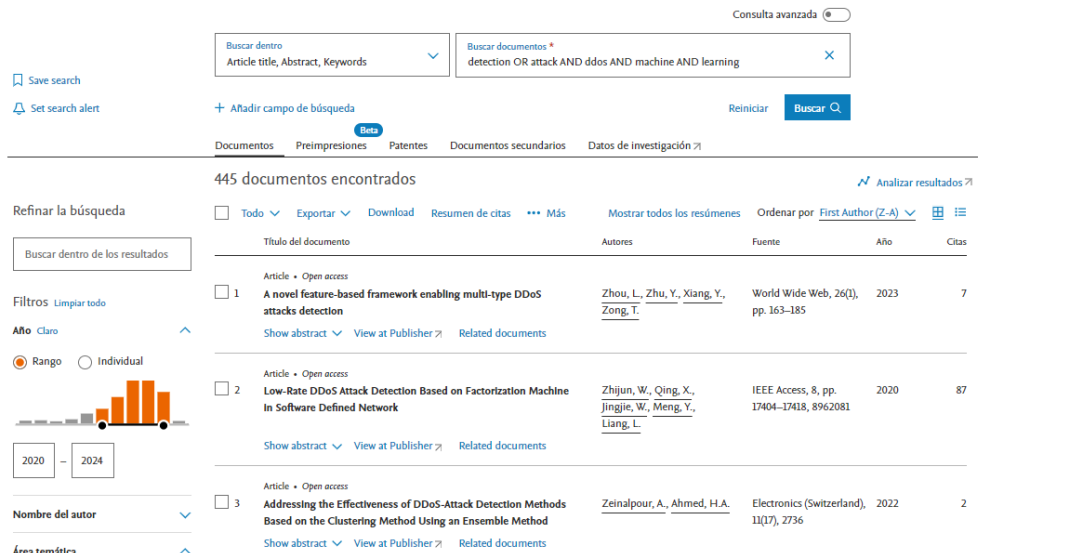 Consulta avanzada
Buscar dentro
Article title, Abstract, Keywords
Buscar documentos *
detection OR attack AND ddos AND machine AND learning
Save search
Set search alert
Añadir campo de búsqueda
Reiniciar
Buscar
Beta
Documentos Preimpresiones Patentes Documentos secundarios Datos de investigación
445 documentos encontrados
Analizar resultados
Refinar la búsqueda
Todo Exportar Download Resumen de citas Más Mostrar todos los resúmenes Ordenar por First Author (Z-A)
Buscar dentro de los resultados
Título del documento Autores Fuente Año Citas
Filtros Limpiar todo
Año Claro
Rango Individual
2020 – 2024
Nombre del autor
Área temática
Article • Open access
1 A novel feature-based framework enabling multi-type DDoS
attacks detection
Zhou, L., Zhu, Y., Xiang, Y.,
Zong, T.
World Wide Web, 26(1),
pp. 163–185
2023
7
Show abstract View at Publisher Related documents
Article • Open access
2 Low-Rate DDoS Attack Detection Based on Factorization Machine
in Software Defined Network
Zhijun, W., Qing, X.,
Jingjie, W., Meng, Y.,
Liang, L.
IEEE Access, 8, pp.
17404–17418, 8962081
2020
87
Show abstract View at Publisher Related documents
Article • Open access
3 Addressing the Effectiveness of DDoS-Attack Detection Methods
Based on the Clustering Method Using an Ensemble Method
Zeinalpour, A., Ahmed, H.A.
Electronics (Switzerland),
11(17), 2736
2022
2
Show abstract View at Publisher Related documents